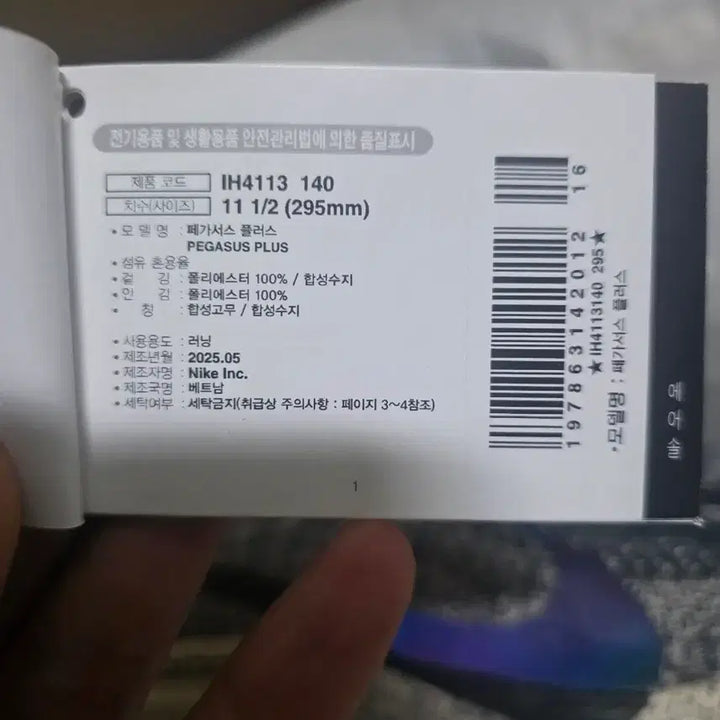 전기용품 및 생활용품 안전관리법에 의한 품질표시
제품 코드 IH4113 140
치수(사이즈) 11 1/2 (295mm)
• 모 델 명 : 페가서스 플러스
PEGASUS PLUS
• 섬유 혼용율
• 겉 감 : 폴리에스터 100% / 합성수지
• 안 감 : 폴리에스터 100%
• 창 : 합성고무 / 합성수지
• 사용용도 : 러닝
• 제조년월 : 2025.05
• 제조자명 : Nike Inc.
• 제조국명 : 베트남
• 세탁여부 : 세탁금지(취급상 주의사항 : 페이지 3~4참조)
1
16
197863142012
★IH4113140 295★
• 모델명 : 페가서스 플러스
에어솔